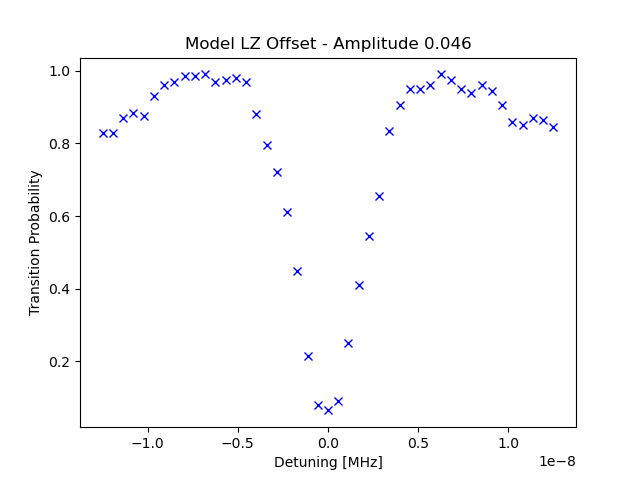 Model LZ Offset - Amplitude 0.046
Transition Probability
1.0
0.8
0.6
0.4
0.2
−1.0 −0.5 0.0 0.5 1.0
1e−8
Detuning [MHz]